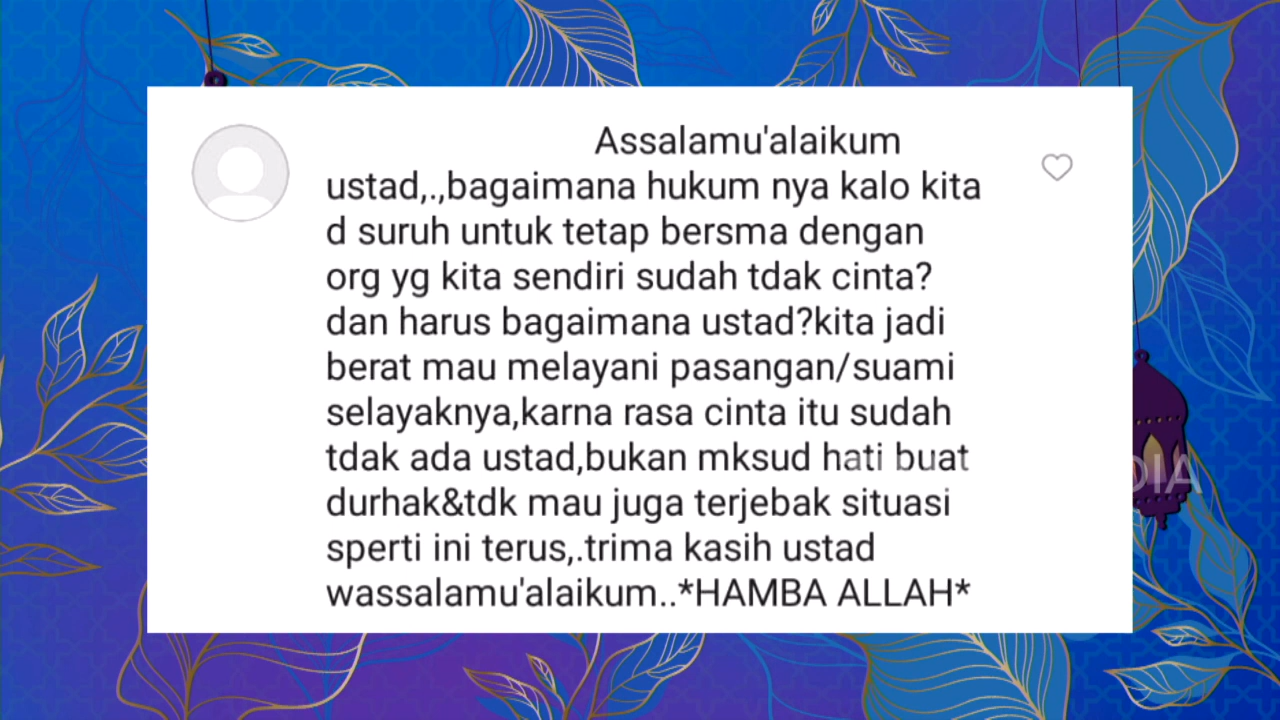 Assalamu'alaikum
ustad,.,bagaimana hukum nya kalo kita
d suruh untuk tetap bersma dengan
org yg kita sendiri sudah tdak cinta?
dan harus bagaimana ustad?kita jadi
berat mau melayani pasangan/suami
selayaknya,karna rasa cinta itu sudah
tdak ada ustad,bukan mksud hati buat
durhak&tdk mau juga terjebak situasi
sperti ini terus,.trima kasih ustad
wassalamu'alaikum..*HAMBA ALLAH*